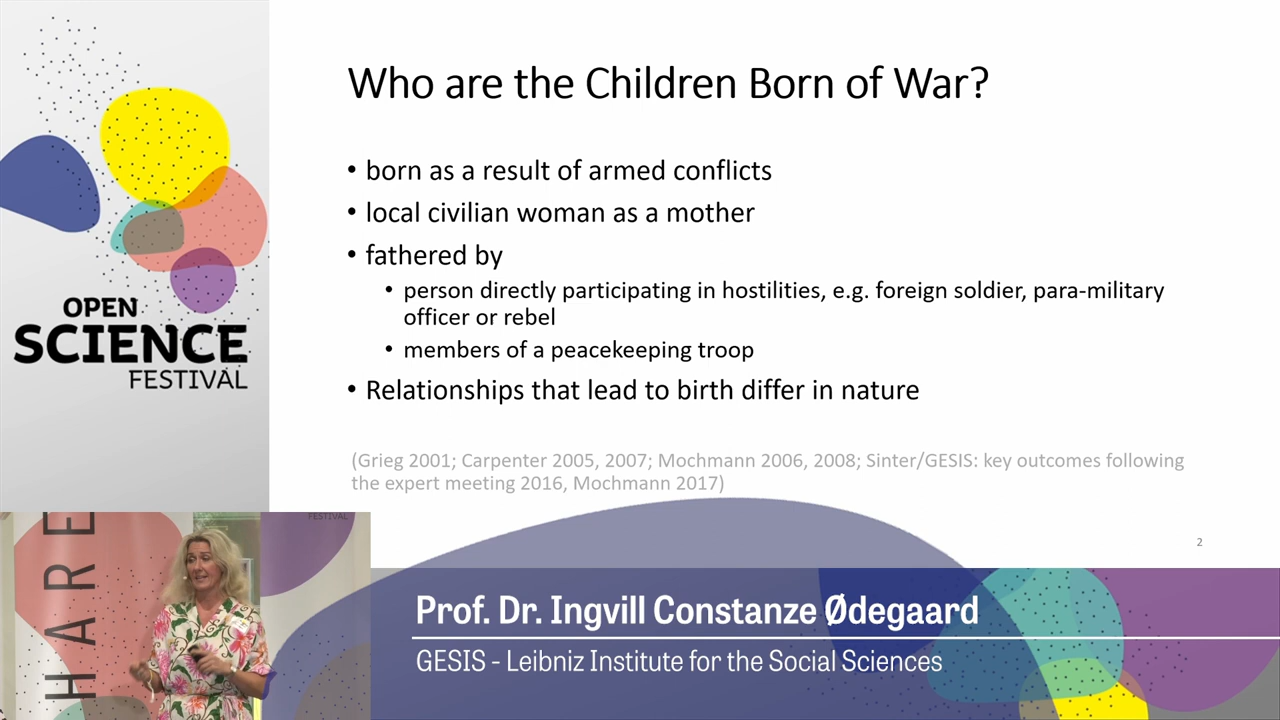 Who are the Children Born of War?
• born as a result of armed conflicts
• local civilian woman as a mother
• fathered by
• person directly participating in hostilities, e.g. foreign soldier, para-military
officer or rebel
• members of a peacekeeping troop
• Relationships that lead to birth differ in nature
(Grieg 2001; Carpenter 2005, 2007; Mochmann 2006, 2008; Sinter/GESIS: key outcomes following
the expert meeting 2016, Mochmann 2017)
2
OPEN
SCIENCE
FESTIVAL
FESTIVAL
HARE
Prof. Dr. Ingvill Constanze Ødegaard
GESIS - Leibniz Institute for the Social Sciences